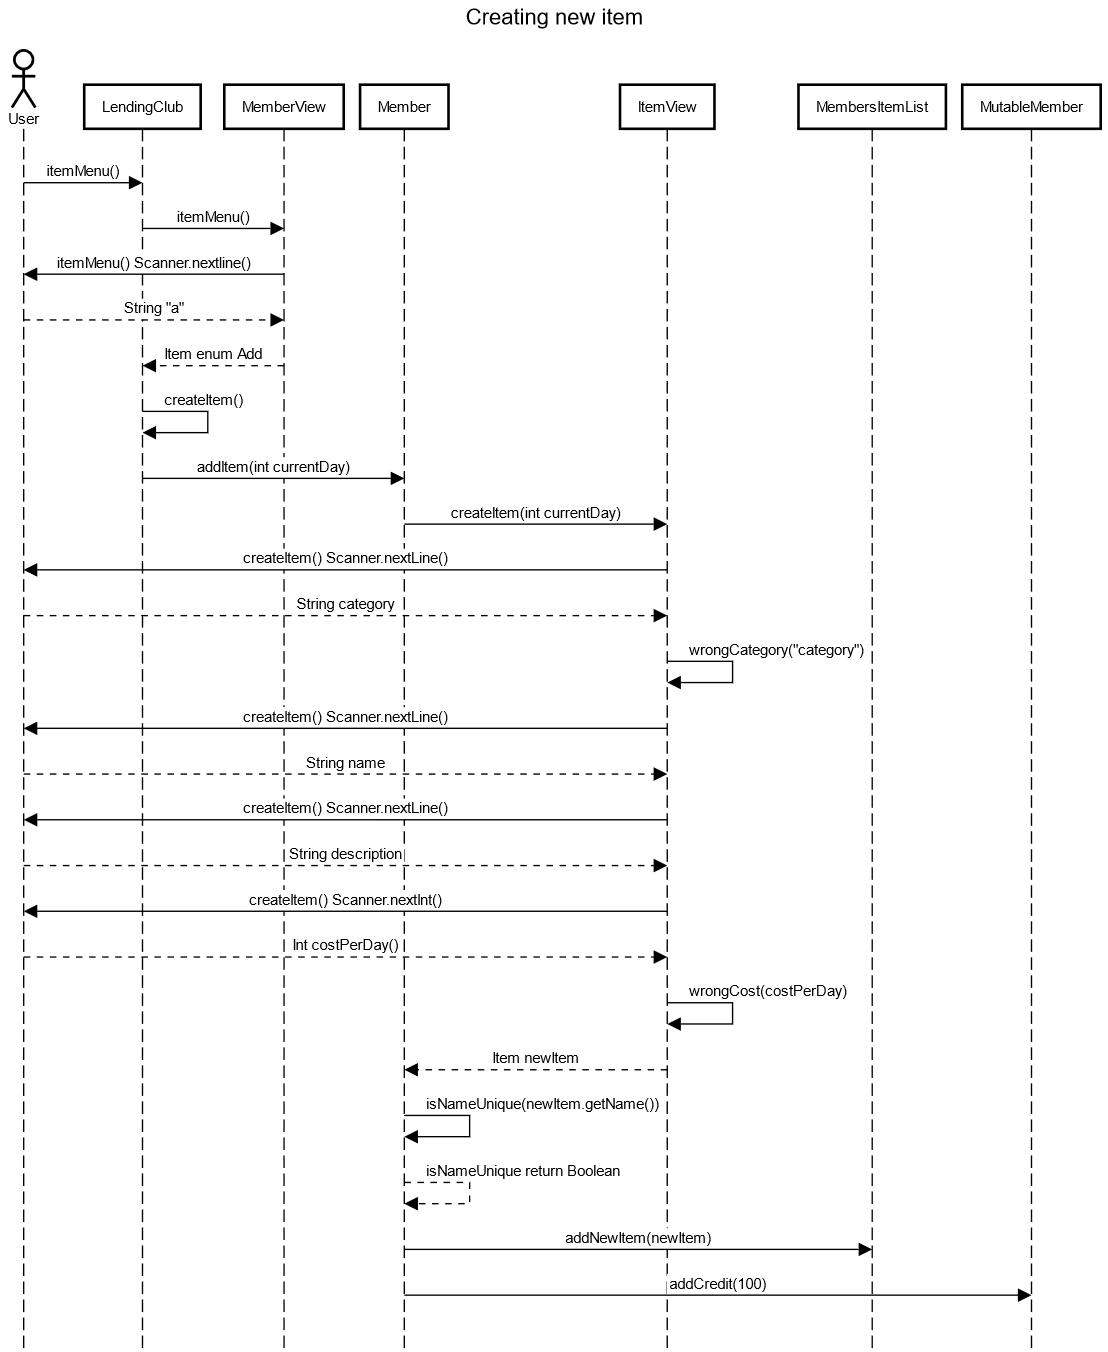 Creating new item
User
LendingClub
MemberView
Member
ItemView
MembersItemList
MutableMember
itemMenu()
itemMenu()
itemMenu() Scanner.nextline()
String "a"
Item enum Add
createItem()
addItem(int currentDay)
createItem(int currentDay)
createItem() Scanner.nextLine()
String category
wrongCategory("category")
createItem() Scanner.nextLine()
String name
createItem() Scanner.nextLine()
String description
createItem() Scanner.nextInt()
Int costPerDay()
wrongCost(costPerDay)
Item newItem
isNameUnique(newItem.getName())
isNameUnique return Boolean
addNewItem(newItem)
addCredit(100)